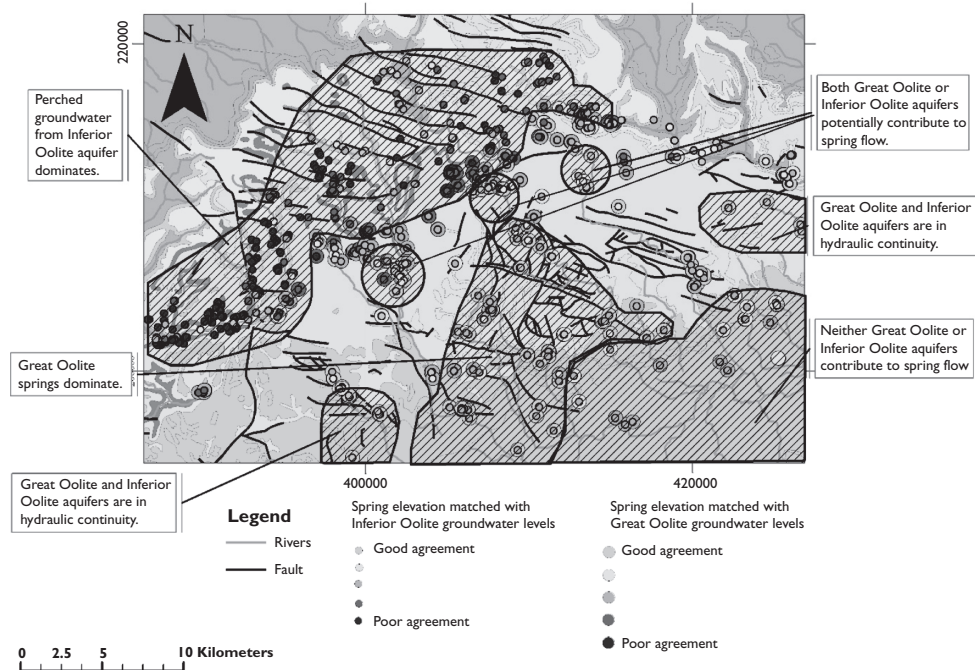 220000
N
Perched
groundwater
from Inferior
Oolite aquifer
dominates.
Both Great Oolite or
Inferior Oolite aquifers
potentially contribute to
spring flow.
Great Oolite and Inferior
Oolite aquifers are in
hydraulic continuity.
Neither Great Oolite or
Inferior Oolite aquifers
contribute to spring flow
Great Oolite
springs dominate.
Great Oolite and Inferior
Oolite aquifers are in
hydraulic continuity.
400000
420000
Legend
Rivers
Fault
Spring elevation matched with
Inferior Oolite groundwater levels
Good agreement
Poor agreement
Spring elevation matched with
Great Oolite groundwater levels
Good agreement
Poor agreement
0 2.5 5 10 Kilometers